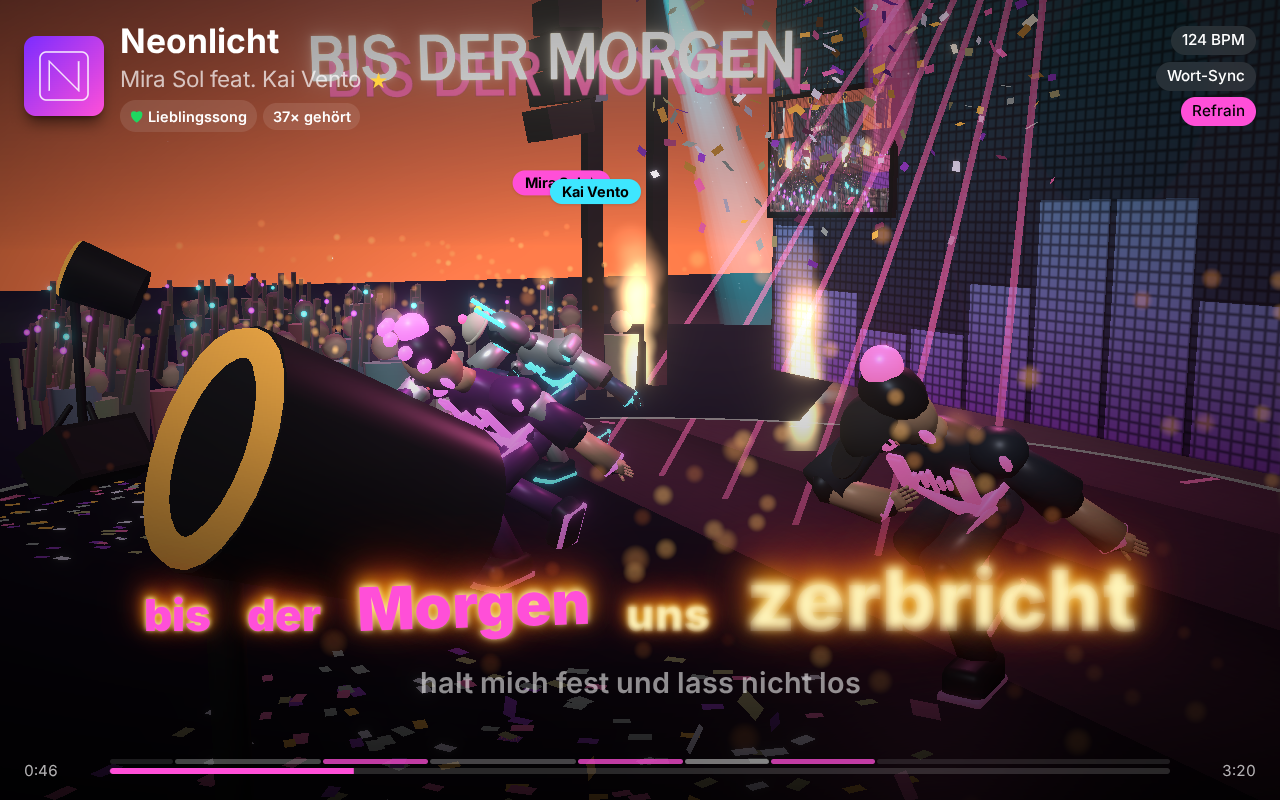 Neonlicht
Mira Sol feat. Kai Vento
Lieblingssong
37× gehört
BIS DER MORGEN
124 BPM
Wort-Sync
Refrain
Kai Vento
bis der Morgen uns zerbricht
halt mich fest und lass nicht los
0:46
3:20